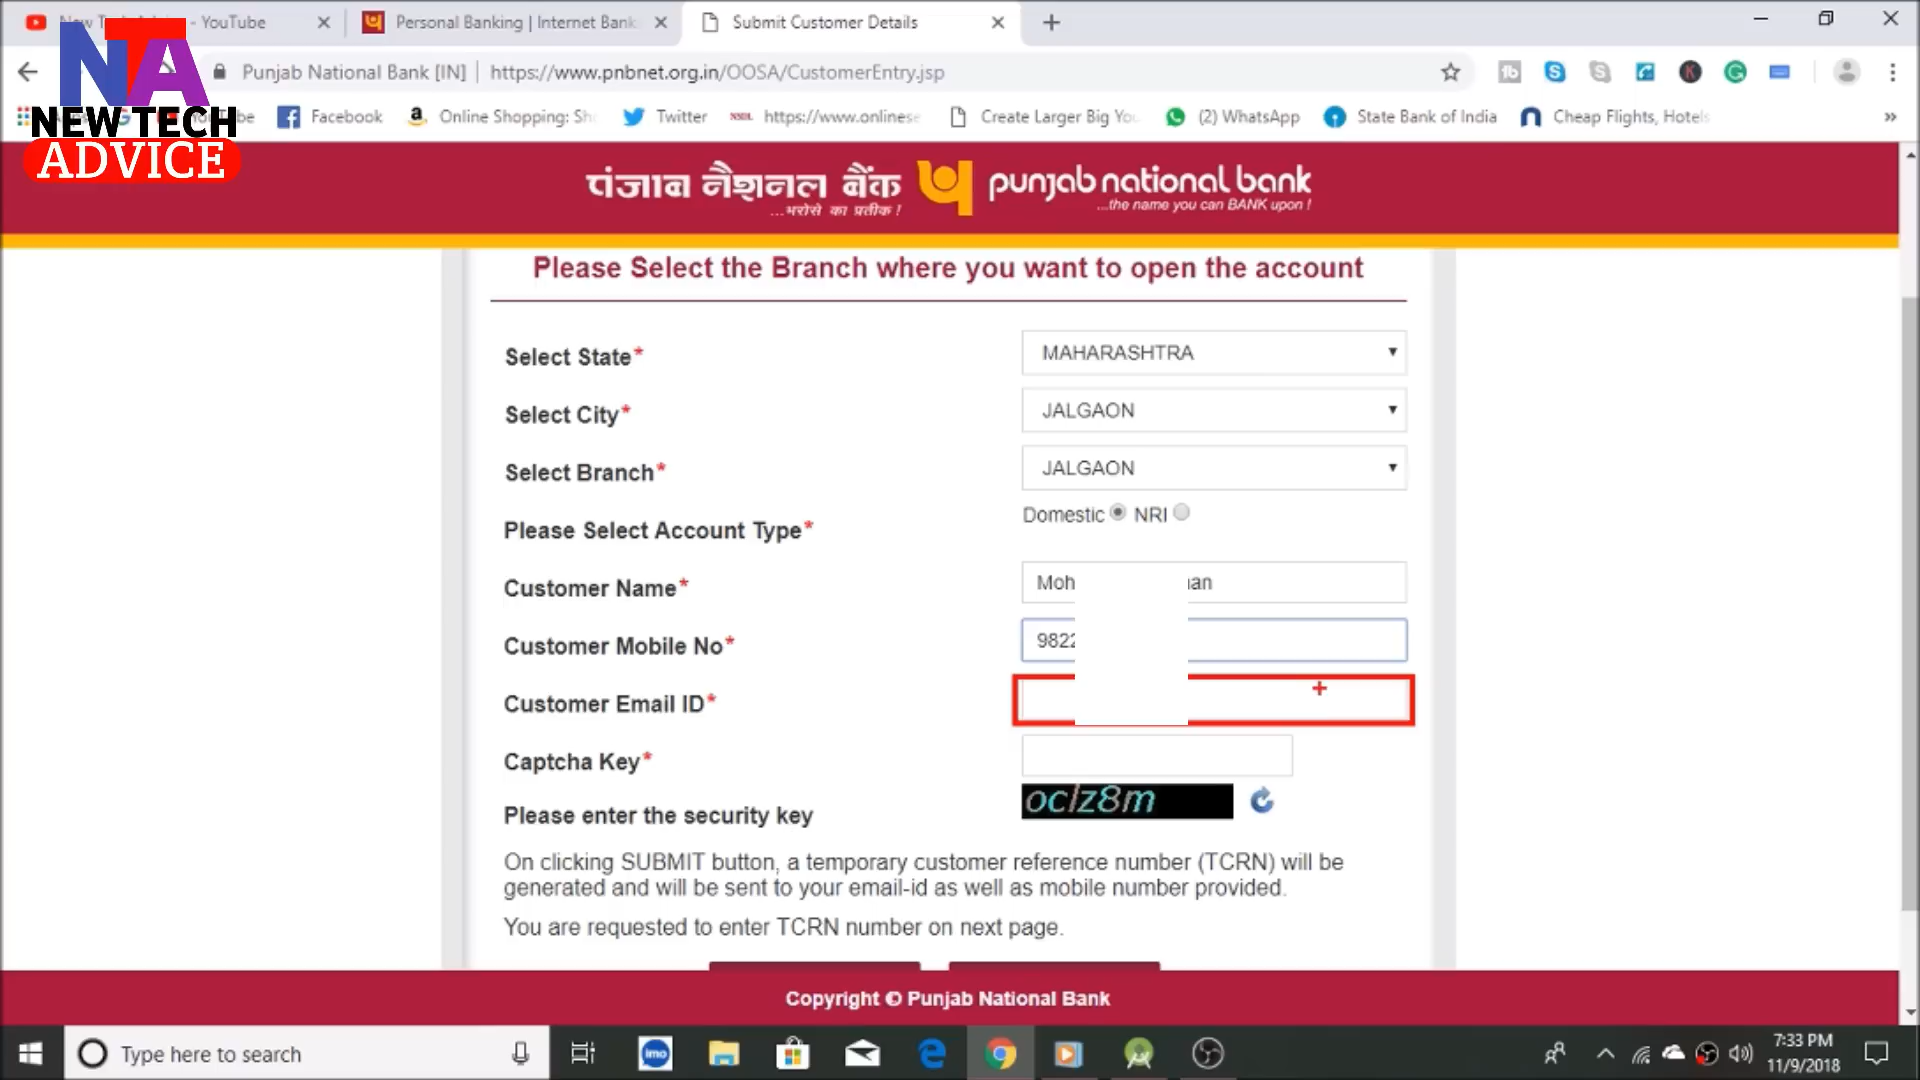 - YouTube
Personal Banking | Internet Bank
Submit Customer Details
Punjab National Bank [IN] | https://www.pnbnet.org.in/OOSA/CustomerEntry.jsp
Facebook
Online Shopping: Sh
Twitter
https://www.onlinese
Create Larger Big Yo
(2) WhatsApp
State Bank of India
Cheap Flights, Hotels
NTA
NEW TECH
ADVICE
पंजाब नैशनल बैंक
...भरोसे का प्रतीक !
punjab national bank
...the name you can BANK upon !
Please Select the Branch where you want to open the account
Select State* MAHARASHTRA
Select City* JALGAON
Select Branch* JALGAON
Please Select Account Type* Domestic NRI
Customer Name* Moh an
Customer Mobile No* 9822
Customer Email ID*
Captcha Key*
Please enter the security key oclz8m
On clicking SUBMIT button, a temporary customer reference number (TCRN) will be
generated and will be sent to your email-id as well as mobile number provided.
You are requested to enter TCRN number on next page.
Copyright © Punjab National Bank
Type here to search
imo
7:33 PM
11/9/2018